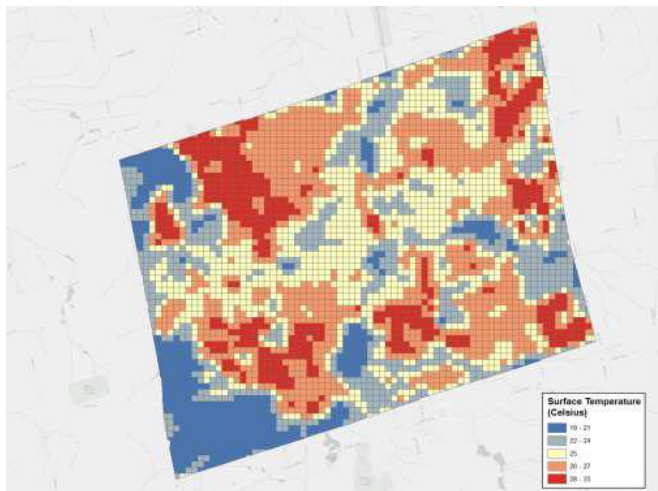 Surface Temperature
(Celsius)
19 - 21
22 - 24
25
26 - 27
28 - 33